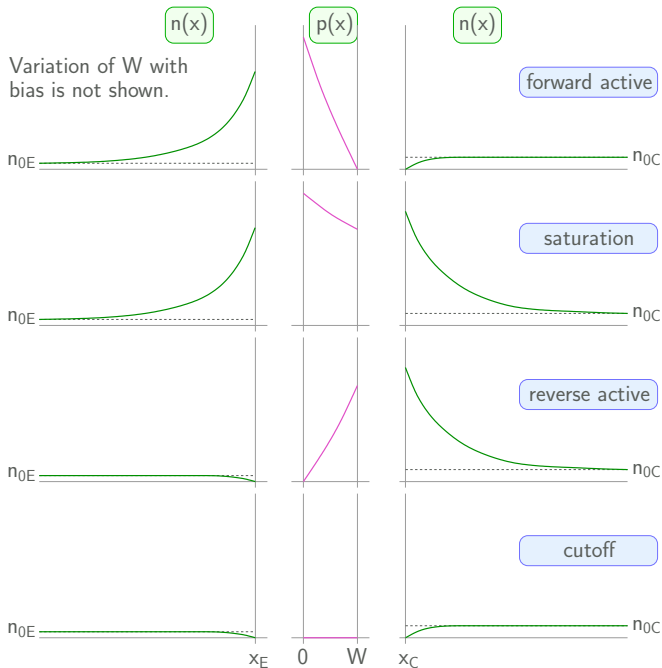 n(x) p(x) n(x)
Variation of W with
bias is not shown.
forward active
n0E n0C
saturation
n0E n0C
reverse active
n0E n0C
cutoff
n0E n0C
xE 0 W xC